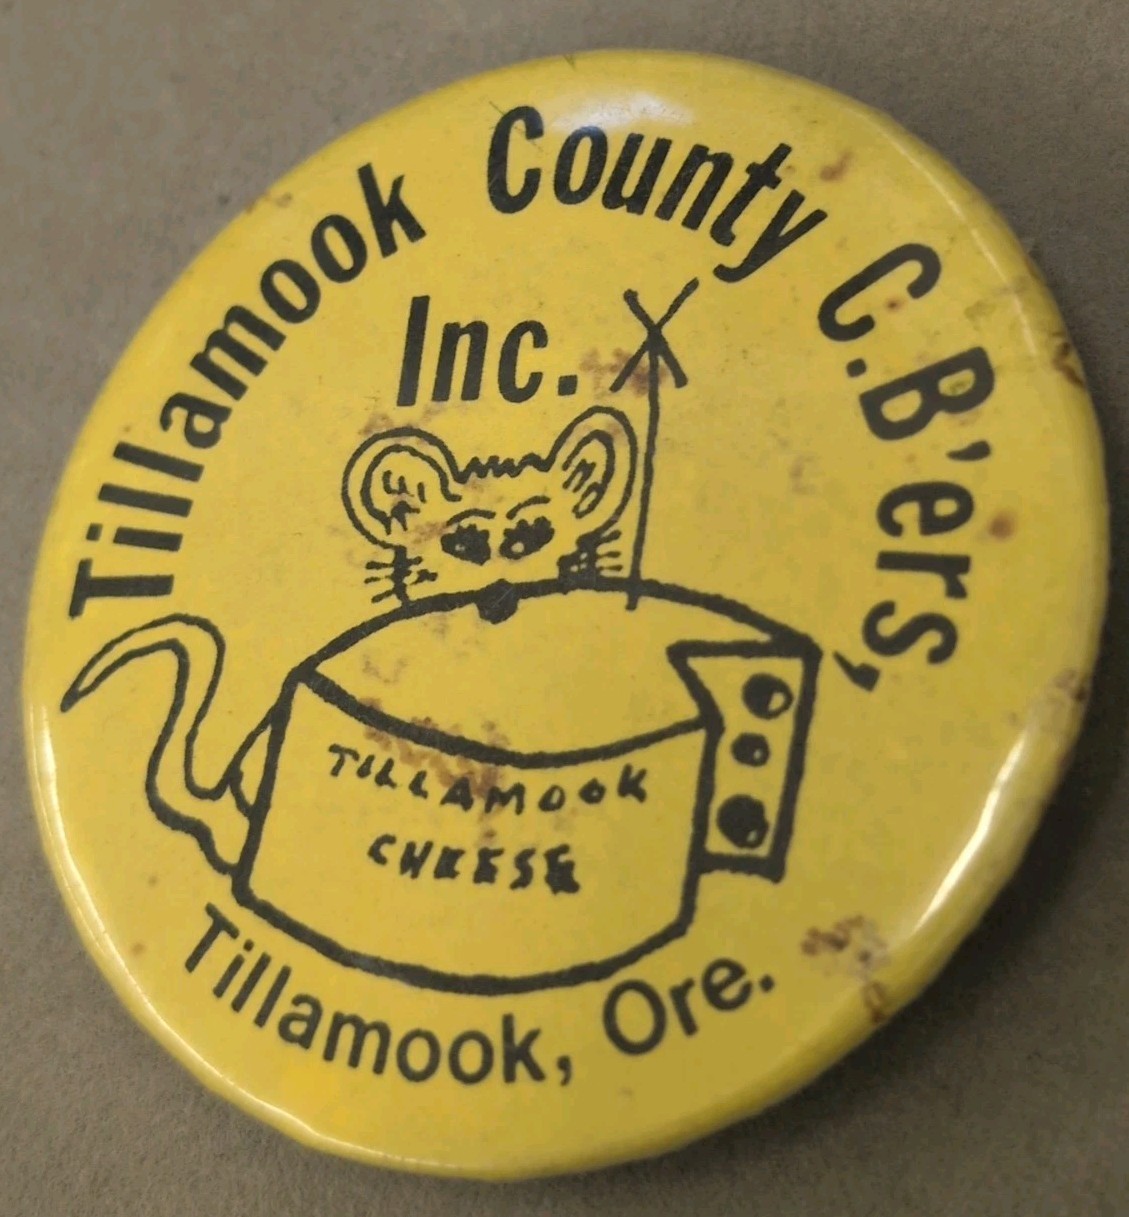 Tillamook County C.B'ers,
Inc.
TILLAMOOK
CHEESE
Tillamook, Ore.